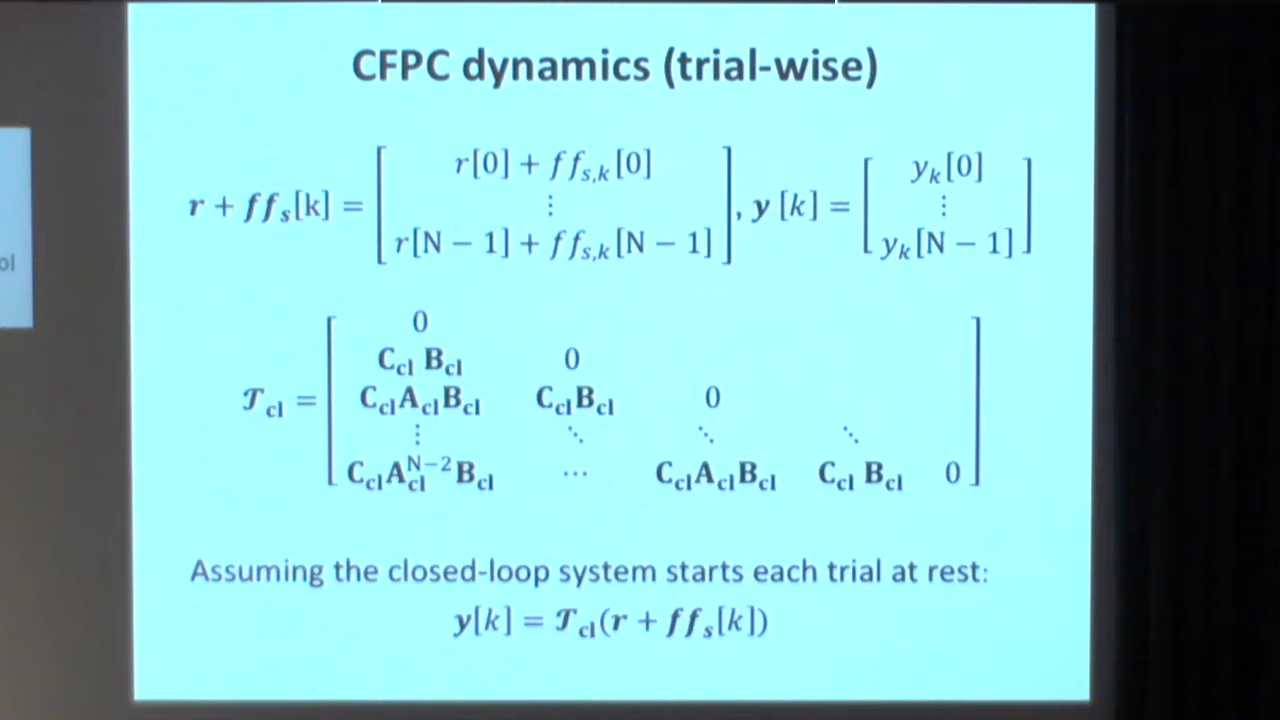 CFPC dynamics (trial-wise)
r + ff_s[k] = [ r[0] + ff_{s,k}[0] ⋮ r[N − 1] + ff_{s,k}[N − 1] ], y [k] = [ y_k[0] ⋮ y_k[N − 1] ]
𝒯_cl = [ 0
C_cl B_cl 0
C_cl A_cl B_cl C_cl B_cl 0
⋮ ⋱ ⋱ ⋱
C_cl A_cl^{N−2} B_cl ⋯ C_cl A_cl B_cl C_cl B_cl 0 ]
Assuming the closed-loop system starts each trial at rest:
y[k] = 𝒯_cl(r + ff_s[k])
ol